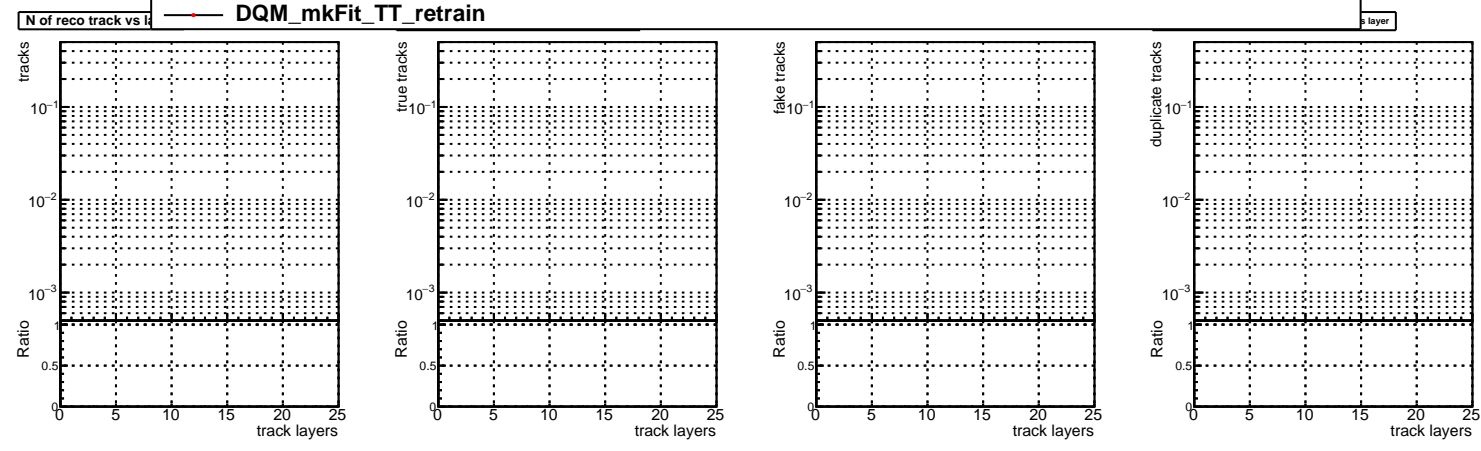 DQM_mkFit_TT_retrain
N of reco track vs
s layer
tracks
10⁻¹
10⁻²
10⁻³
Ratio
1
0.5
0
0 5 10 15 20 25
track layers
true tracks
10⁻¹
10⁻²
10⁻³
Ratio
1
0.5
0
0 5 10 15 20 25
track layers
fake tracks
10⁻¹
10⁻²
10⁻³
Ratio
1
0.5
0
0 5 10 15 20 25
track layers
duplicate tracks
10⁻¹
10⁻²
10⁻³
Ratio
1
0.5
0
0 5 10 15 20 25
track layers